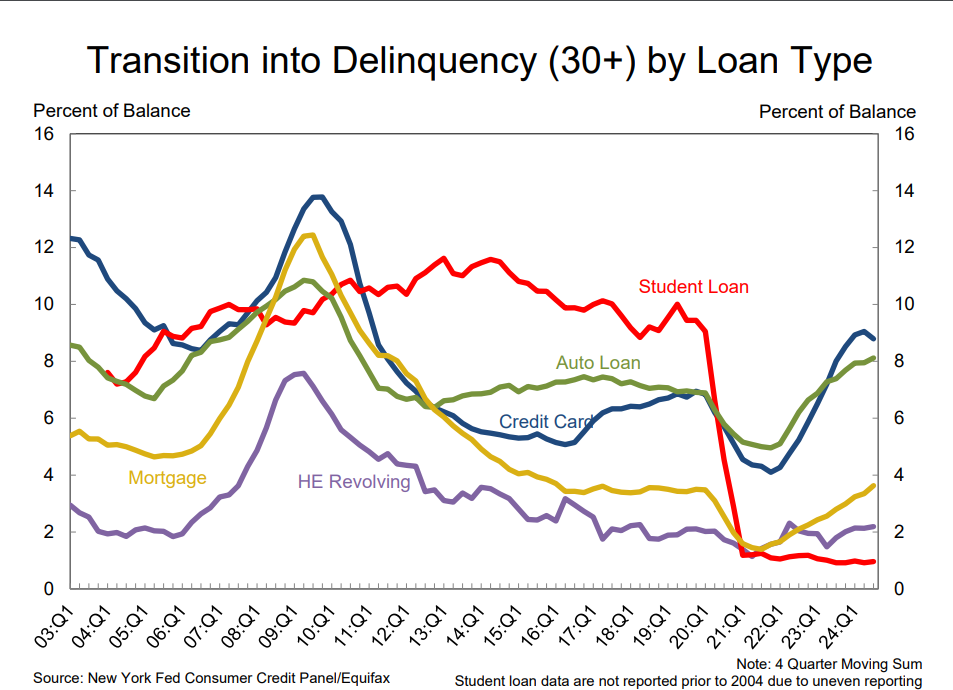 Transition into Delinquency (30+) by Loan Type
Percent of Balance
Percent of Balance
16
16
14
14
12
12
10
10
8
8
6
6
4
4
2
2
0
0
Student Loan
Auto Loan
Credit Card
Mortgage
HE Revolving
03:Q1
04:Q1
05:Q1
06:Q1
07:Q1
08:Q1
09:Q1
10:Q1
11:Q1
12:Q1
13:Q1
14:Q1
15:Q1
16:Q1
17:Q1
18:Q1
19:Q1
20:Q1
21:Q1
22:Q1
23:Q1
24:Q1
Note: 4 Quarter Moving Sum
Source: New York Fed Consumer Credit Panel/Equifax
Student loan data are not reported prior to 2004 due to uneven reporting